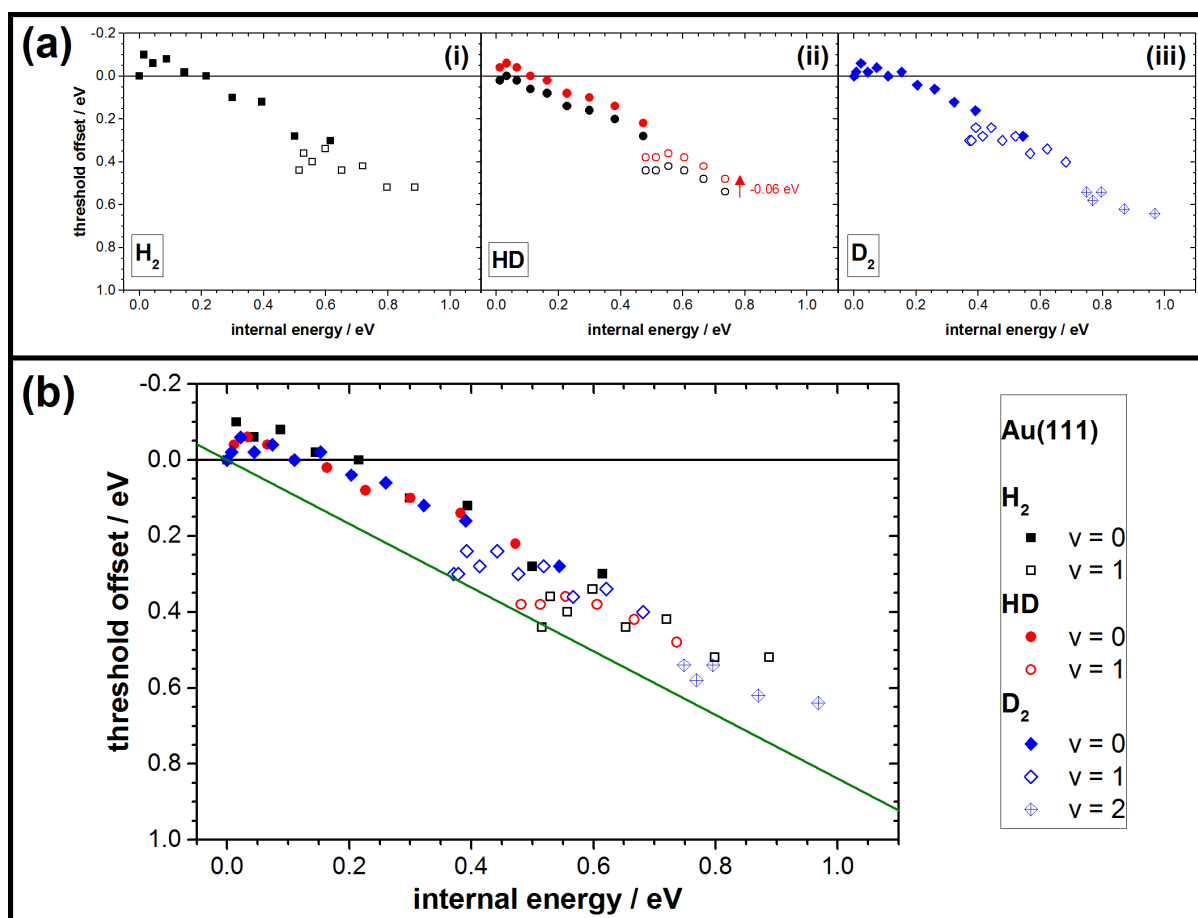 (a)
-0.2
0.0
0.2
0.4
0.6
0.8
1.0
threshold offset / eV
(i)
H2
0.0 0.2 0.4 0.6 0.8 1.0
internal energy / eV
(ii)
-0.06 eV
HD
0.0 0.2 0.4 0.6 0.8 1.0
internal energy / eV
(iii)
D2
0.0 0.2 0.4 0.6 0.8 1.0
internal energy / eV
(b)
-0.2
0.0
0.2
0.4
0.6
0.8
1.0
threshold offset / eV
0.0 0.2 0.4 0.6 0.8 1.0
internal energy / eV
Au(111)
H2
v = 0
v = 1
HD
v = 0
v = 1
D2
v = 0
v = 1
v = 2